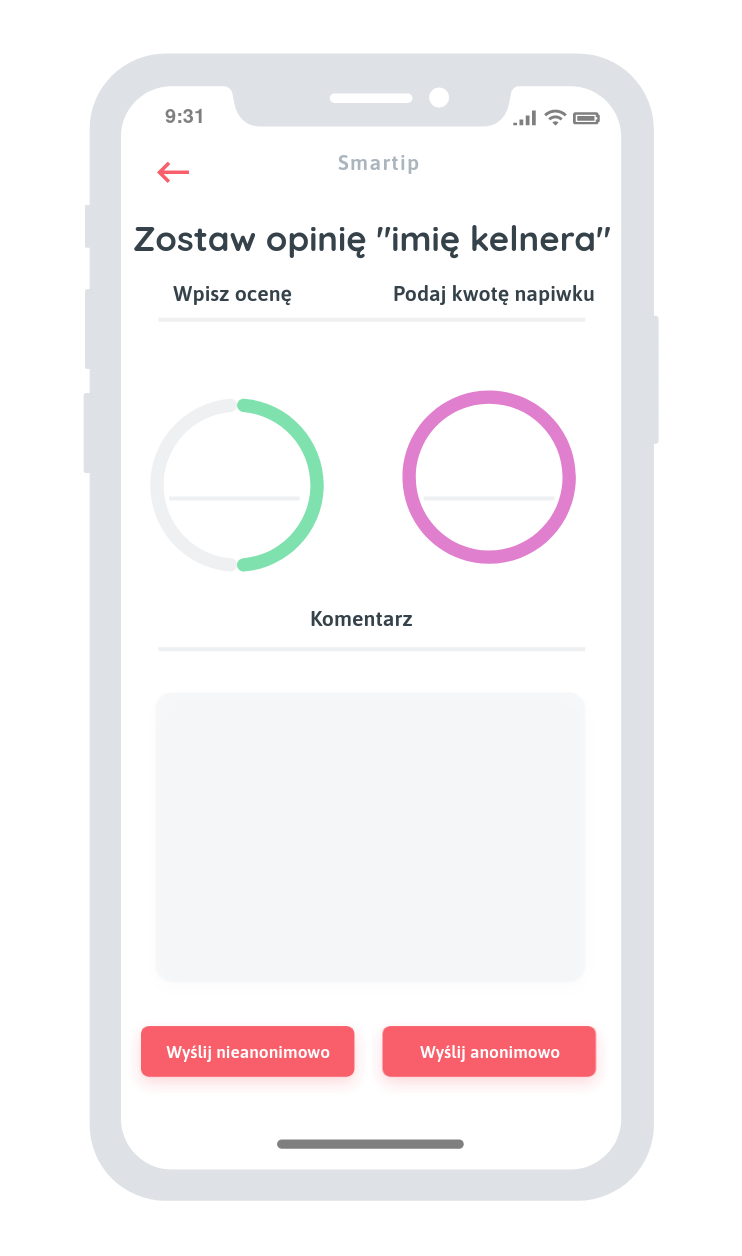 9:31
Smartip
Zostaw opinię "imię kelnera"
Wpisz ocenę
Podaj kwotę napiwku
Komentarz
Wyślij nieanonimowo
Wyślij anonimowo